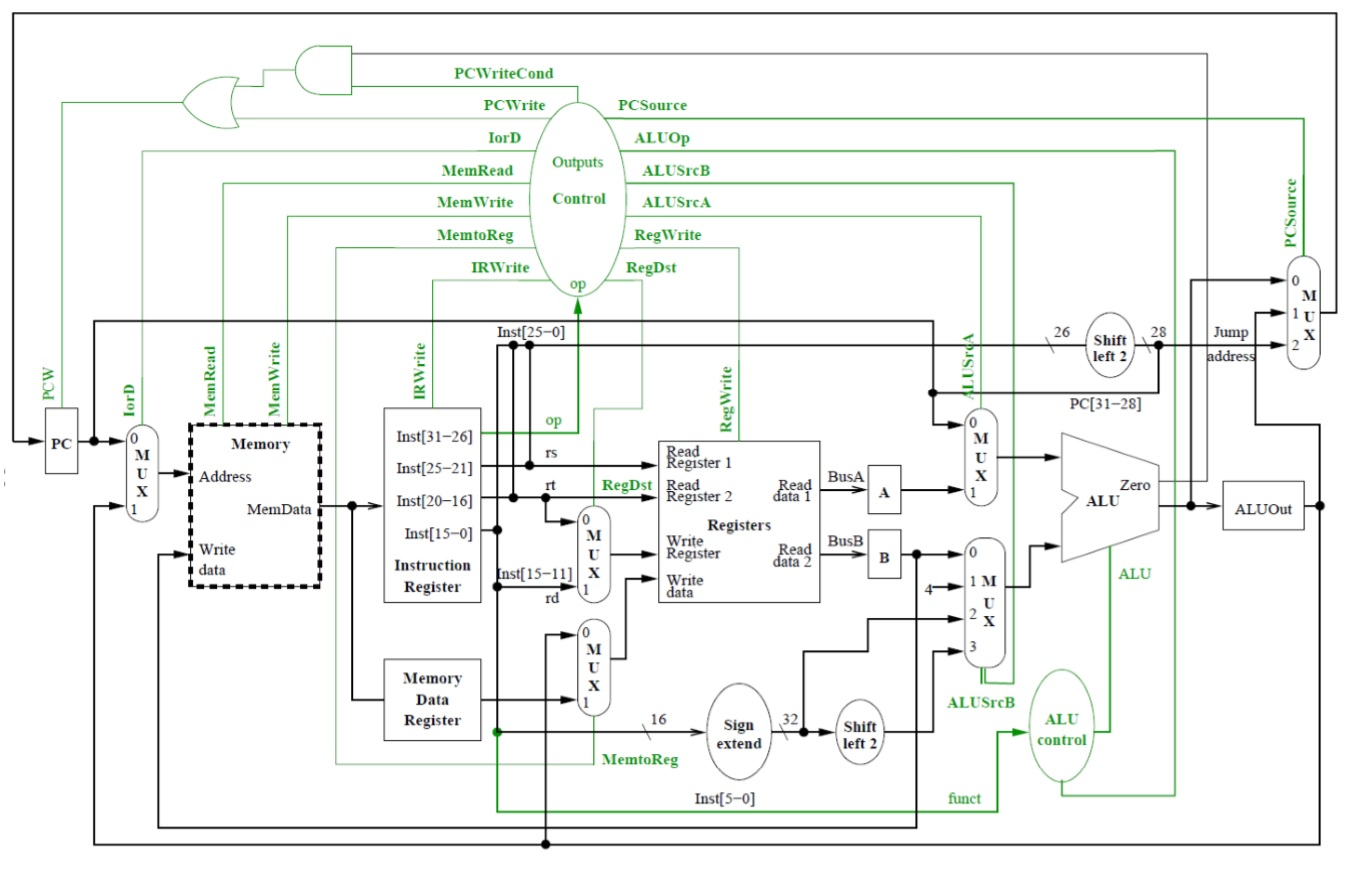 PCWriteCond
PCWrite
PCSource
IorD
ALUOp
Outputs
MemRead
ALUSrcB
Control
MemWrite
ALUSrcA
MemtoReg
RegWrite
IRWrite
RegDst
op
PCSource
0
M
1
U
X
2
Inst[25-0]
26
Shift
left 2
28
Jump
address
PC[31-28]
PCW
IorD
MemRead
MemWrite
IRWrite
RegWrite
ALUSrcA
PC
0
M
U
X
1
Memory
Address
MemData
Write
data
op
Inst[31-26]
Inst[25-21]
Inst[20-16]
Inst[15-0]
Instruction
Register
rs
rt
RegDst
Inst[15-11]
rd
0
M
U
X
1
Read
Register 1
Read
Register 2
Read
data 1
Registers
Write
Register
Read
data 2
Write
data
BusA
A
BusB
B
0
M
U
X
1
0
4
1
M
2
U
X
3
Zero
ALU
ALUOut
ALU
0
M
U
X
1
Memory
Data
Register
MemtoReg
16
Sign
extend
32
Shift
left 2
ALUSrcB
ALU
control
Inst[5-0]
funct